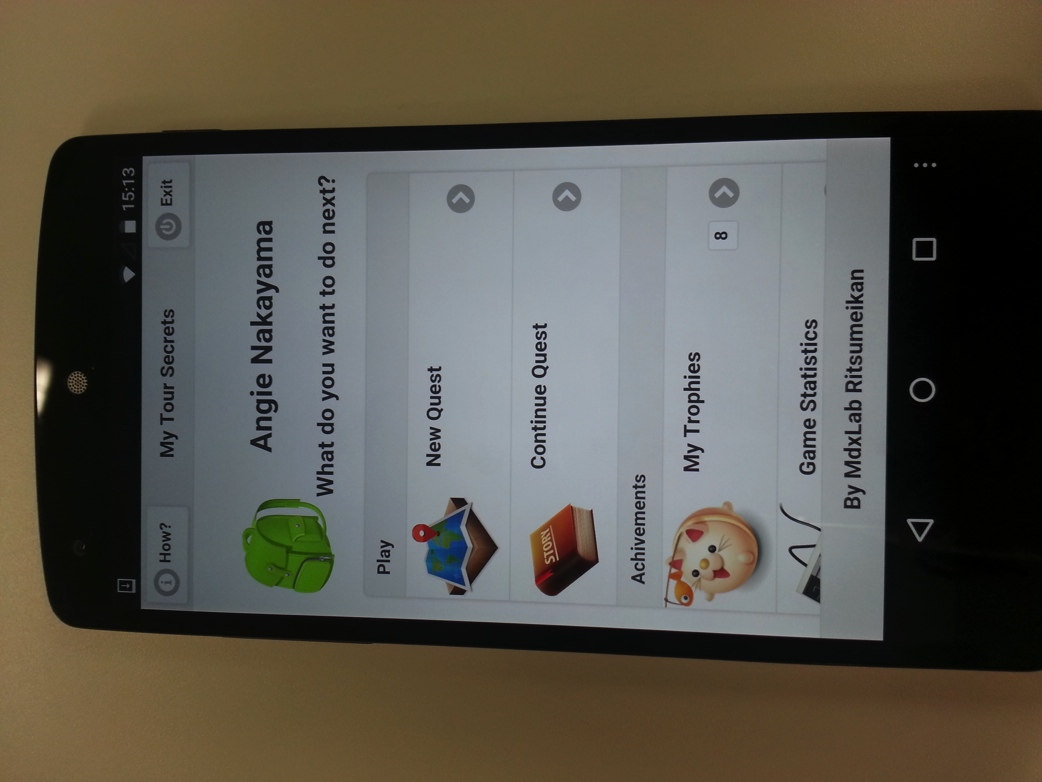 15:13
How?
My Tour Secrets
Exit
Angie Nakayama
What do you want to do next?
Play
New Quest
STORY
Continue Quest
Achivements
My Trophies
8
Game Statistics
By MdxLab Ritsumeikan